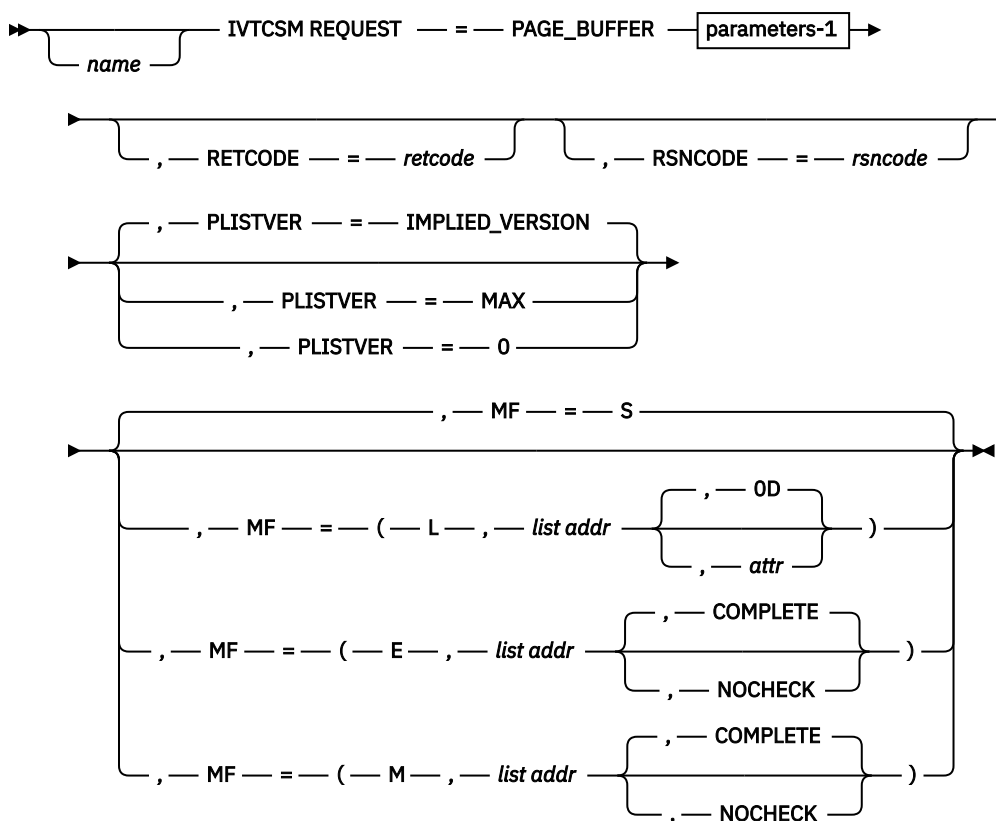 IVTCSM REQUEST = PAGE_BUFFER parameters-1
name
, RETCODE = retcode , RSNCODE = rsncode
, PLISTVER = IMPLIED_VERSION
, PLISTVER = MAX
, PLISTVER = 0
, MF = S
, 0D
, MF = ( L , list addr )
, attr
, COMPLETE
, MF = ( E , list addr )
, NOCHECK
, COMPLETE
, MF = ( M , list addr )
, NOCHECK